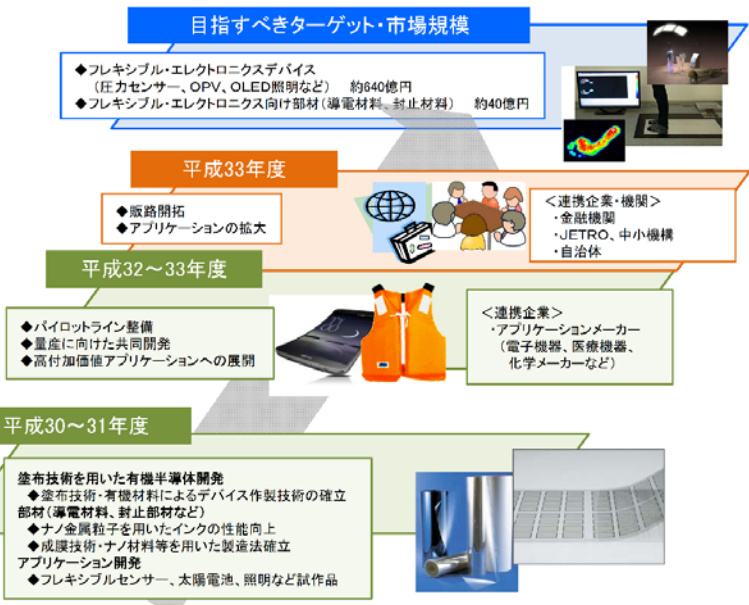 目指すべきターゲット・市場規模
◆フレキシブル・エレクトロニクスデバイス
(圧力センサー、OPV、OLED照明など) 約640億円
◆フレキシブル・エレクトロニクス向け部材(導電材料、封止材料) 約40億円
平成33年度
◆販路開拓
◆アプリケーションの拡大
<連携企業・機関>
・金融機関
・JETRO、中小機構
・自治体
平成32～33年度
◆パイロットライン整備
◆量産に向けた共同開発
◆高付加価値アプリケーションへの展開
<連携企業>
・アプリケーションメーカー
(電子機器、医療機器、
化学メーカーなど)
平成30～31年度
塗布技術を用いた有機半導体開発
◆塗布技術・有機材料によるデバイス作製技術の確立
部材(導電材料、封止部材など)
◆ナノ金属粒子を用いたインクの性能向上
◆成膜技術・ナノ材料等を用いた製造法確立
アプリケーション開発
◆フレキシブルセンサー、太陽電池、照明など試作品